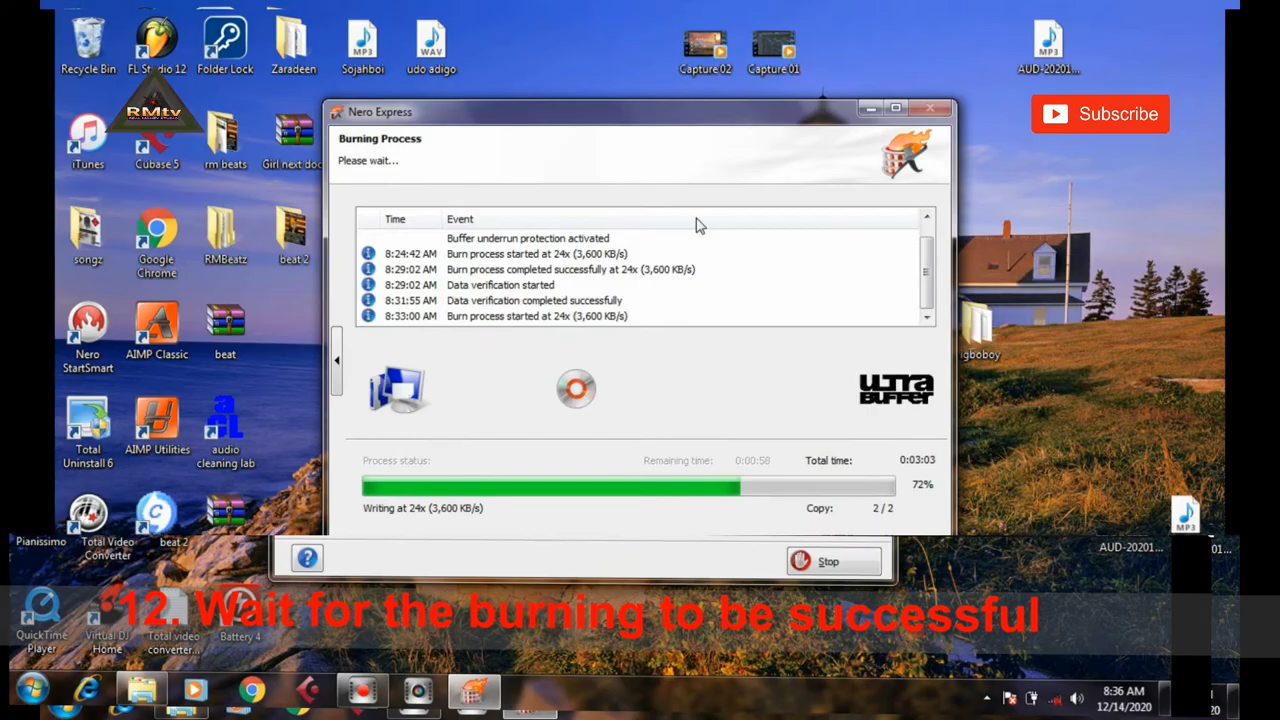 Recycle Bin
FL Studio 12
Folder Lock
Zaradeen
MP3
Sojahboi
WAV
udo adigo
Capture 02
Capture 01
MP3
AUD-20201...
RMtv
Subscribe
iTunes
Cubase 5
rm beats
Girl next doo
Nero Express
Burning Process
Please wait...
Time Event
Buffer underrun protection activated
8:24:42 AM Burn process started at 24x (3,600 KB/s)
8:29:02 AM Burn process completed successfully at 24x (3,600 KB/s)
8:29:02 AM Data verification started
8:31:55 AM Data verification completed successfully
8:33:00 AM Burn process started at 24x (3,600 KB/s)
songz
Google
Chrome
RMBeatz
beat 2
Nero
StartSmart
AIMP Classic
beat
gboboy
ULTRA
BUFFER
Total
Uninstall 6
AIMP Utilities
acL
audio
cleaning lab
Process status:
Remaining time: 0:00:58
Total time: 0:03:03
72%
Writing at 24x (3,600 KB/s)
Copy: 2 / 2
Pianissimo
Total Video
Converter
beat 2
MP3
AUD-20201...
01...
Stop
12. Wait for the burning to be successful
QuickTime
Player
Virtual DJ
Home
Total video
converter...
Battery 4
8:36 AM
12/14/2020